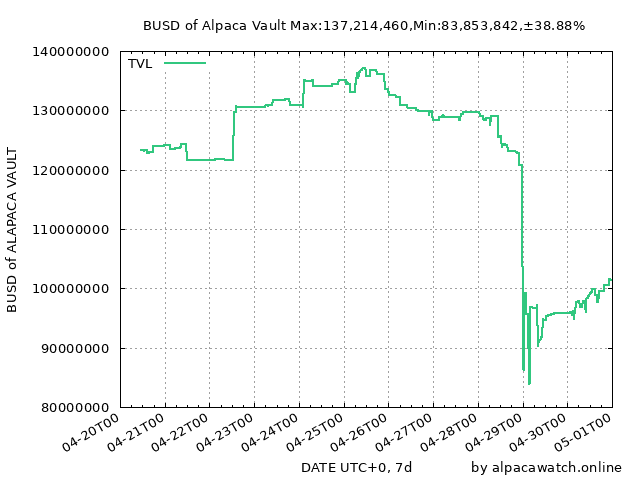 BUSD of Alpaca Vault Max:137,214,460,Min:83,853,842,±38.88%
TVL
140000000
130000000
120000000
110000000
100000000
90000000
80000000
BUSD of ALAPACA VAULT
04-20T00
04-21T00
04-22T00
04-23T00
04-24T00
04-25T00
04-26T00
04-27T00
04-28T00
04-29T00
04-30T00
05-01T00
DATE UTC+0, 7d
by alpacawatch.online